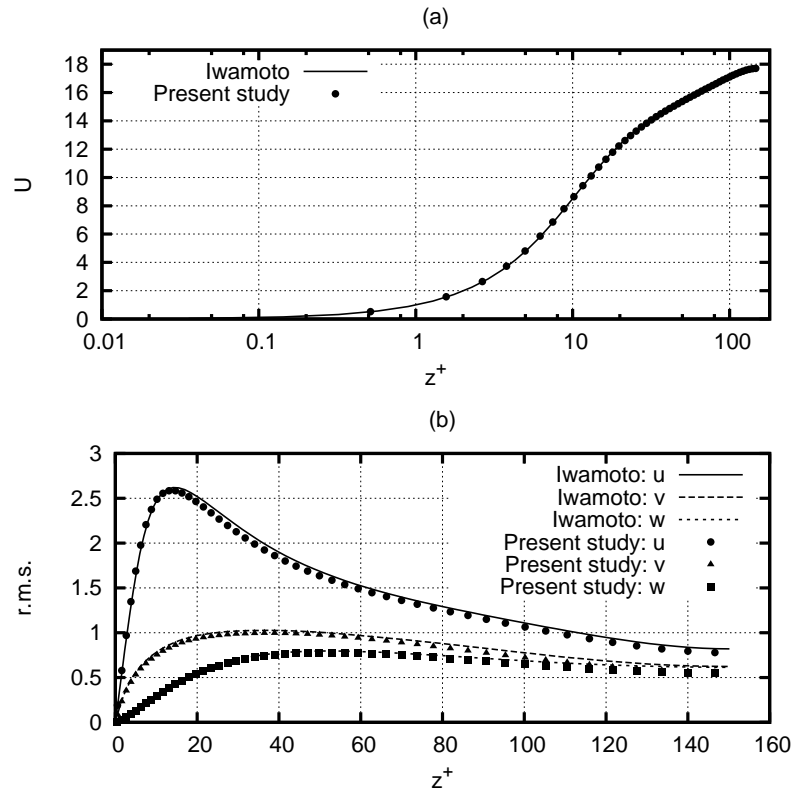 (a)
18
16
14
12
10
8
6
4
2
0
U
Iwamoto
Present study
0.01
0.1
1
10
100
z+
(b)
3
2.5
2
1.5
1
0.5
0
r.m.s.
Iwamoto: u
Iwamoto: v
Iwamoto: w
Present study: u
Present study: v
Present study: w
0
20
40
60
80
100
120
140
160
z+